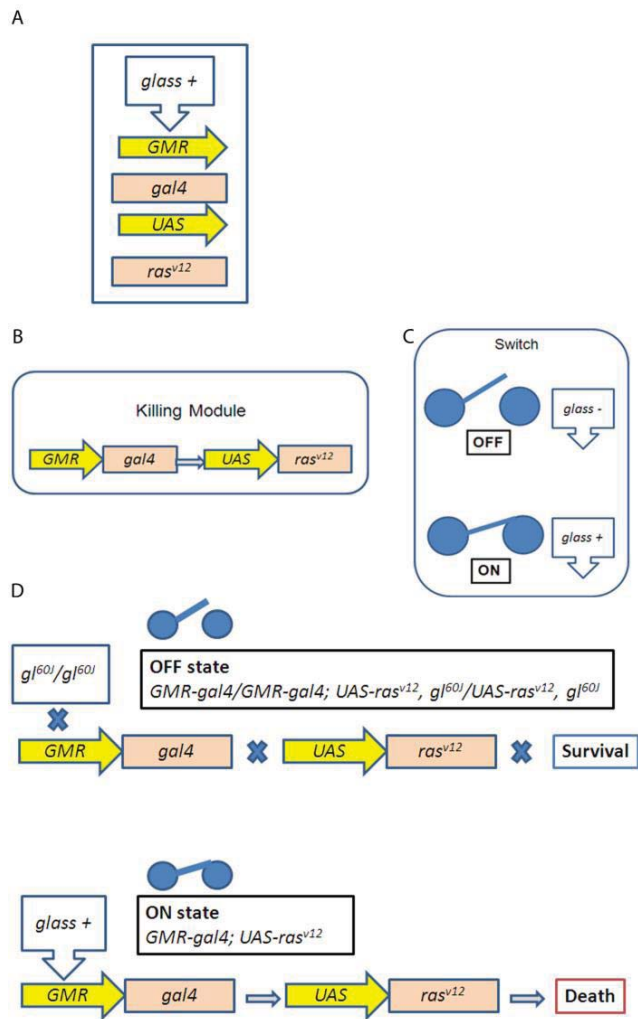 A
glass +
GMR
gal4
UAS
ras^v12
B
Killing Module
GMR gal4 UAS ras^v12
C
Switch
glass -
OFF
glass +
ON
D
gl^60J/gl^60J
OFF state
GMR-gal4/GMR-gal4; UAS-ras^v12, gl^60J/UAS-ras^v12, gl^60J
GMR gal4 UAS ras^v12 Survival
glass +
ON state
GMR-gal4; UAS-ras^v12
GMR gal4 UAS ras^v12 Death